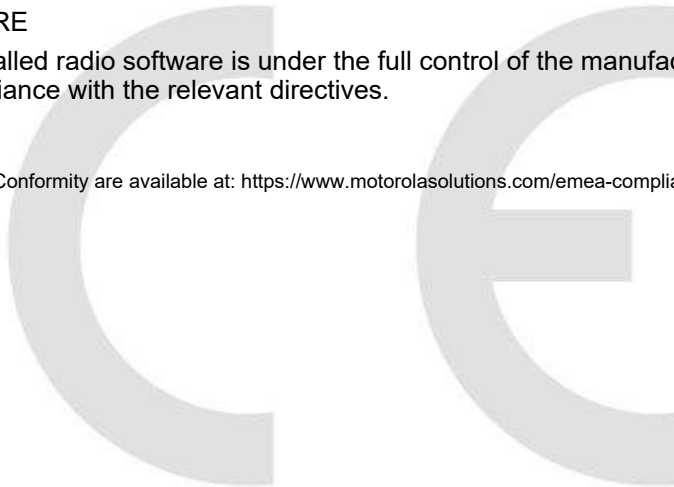 RE
alled radio software is under the full control of the manufac
iance with the relevant directives.
Conformity are available at: https://www.motorolasolutions.com/emea-complia